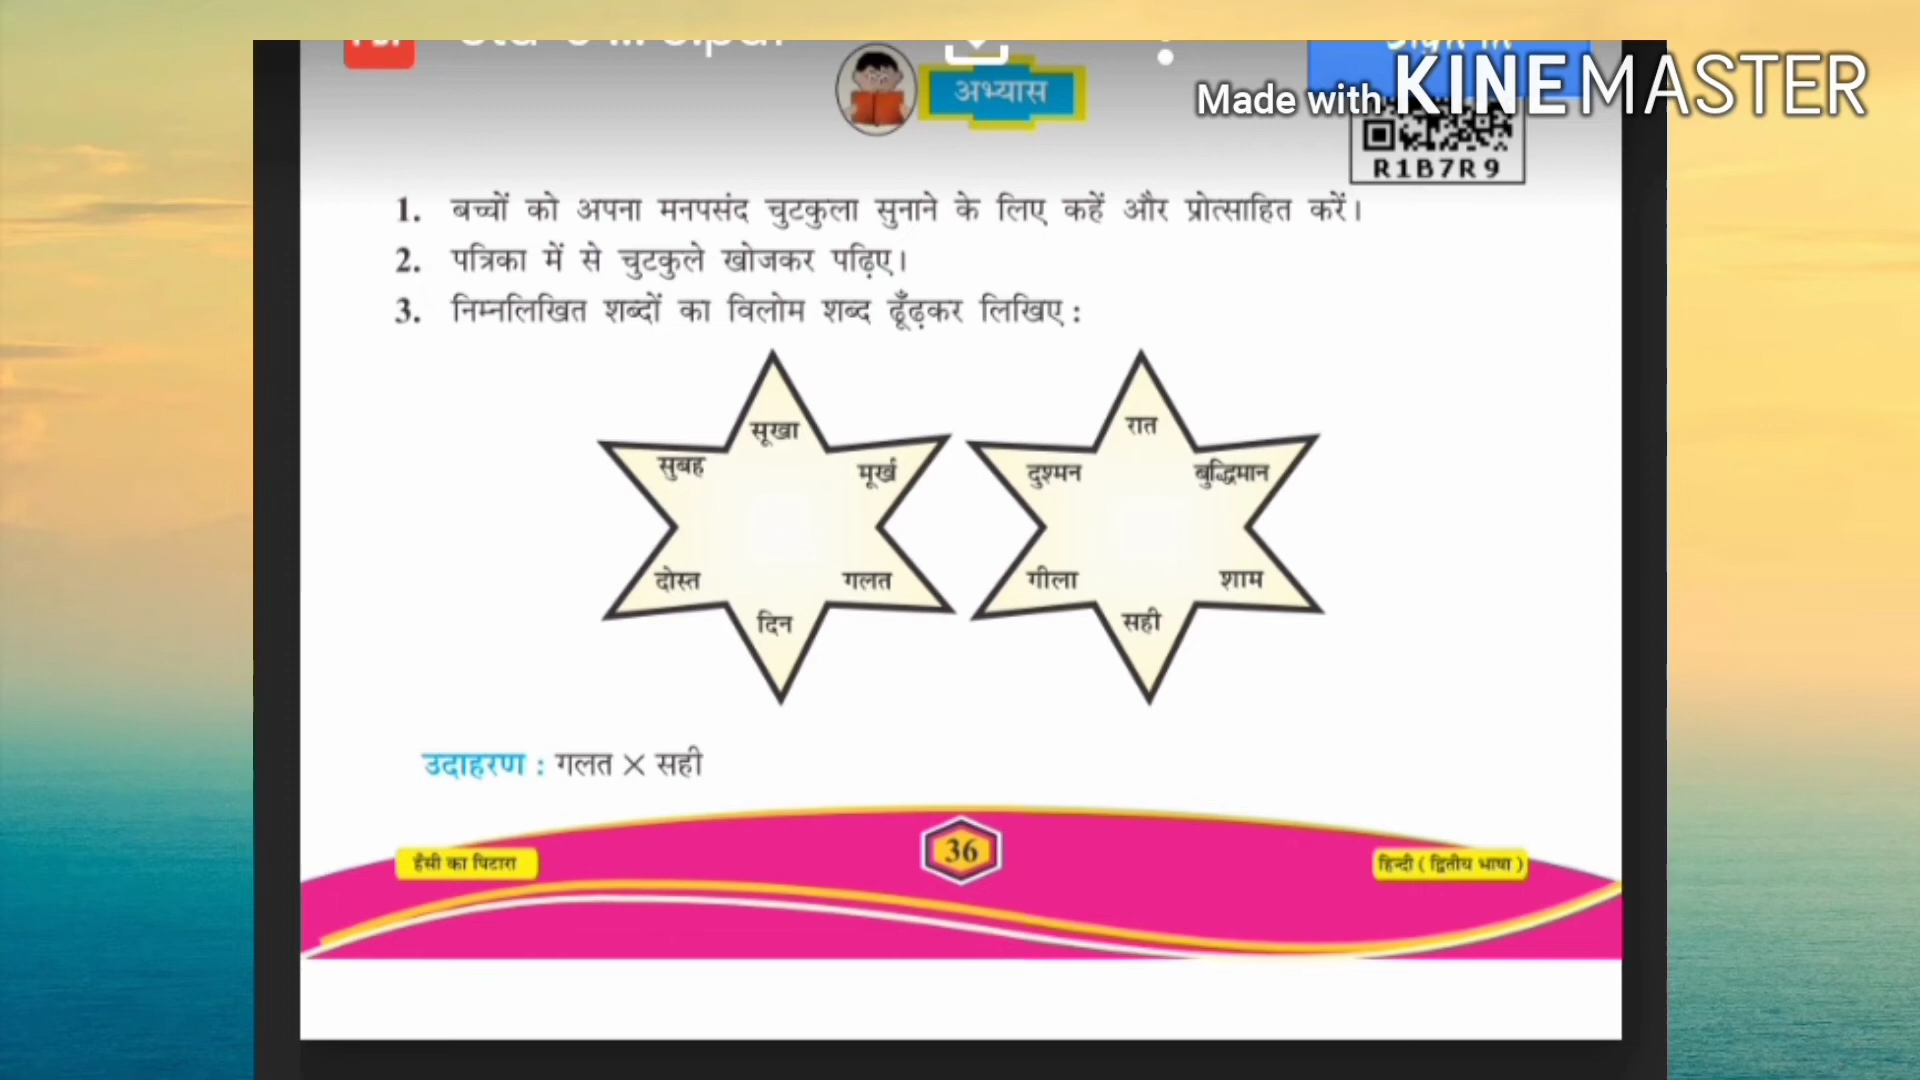 अभ्यास
Made with KINEMASTER
R1B7R9
1. बच्चों को अपना मनपसंद चुटकुला सुनाने के लिए कहें और प्रोत्साहित करें।
2. पत्रिका में से चुटकुले खोजकर पढ़िए।
3. निम्नलिखित शब्दों का विलोम शब्द ढूँढ़कर लिखिए :
सूखा
सुबह
मूर्ख
दोस्त
गलत
दिन
रात
दुश्मन
बुद्धिमान
गीला
शाम
सही
उदाहरण : गलत × सही
हँसी का पिटारा
36
हिन्दी ( द्वितीय भाषा )